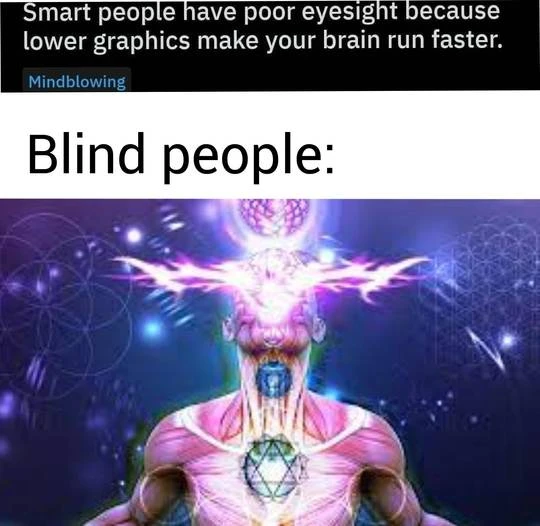 Smart people have poor eyesight because
lower graphics make your brain run faster.
Mindblowing
Blind people: